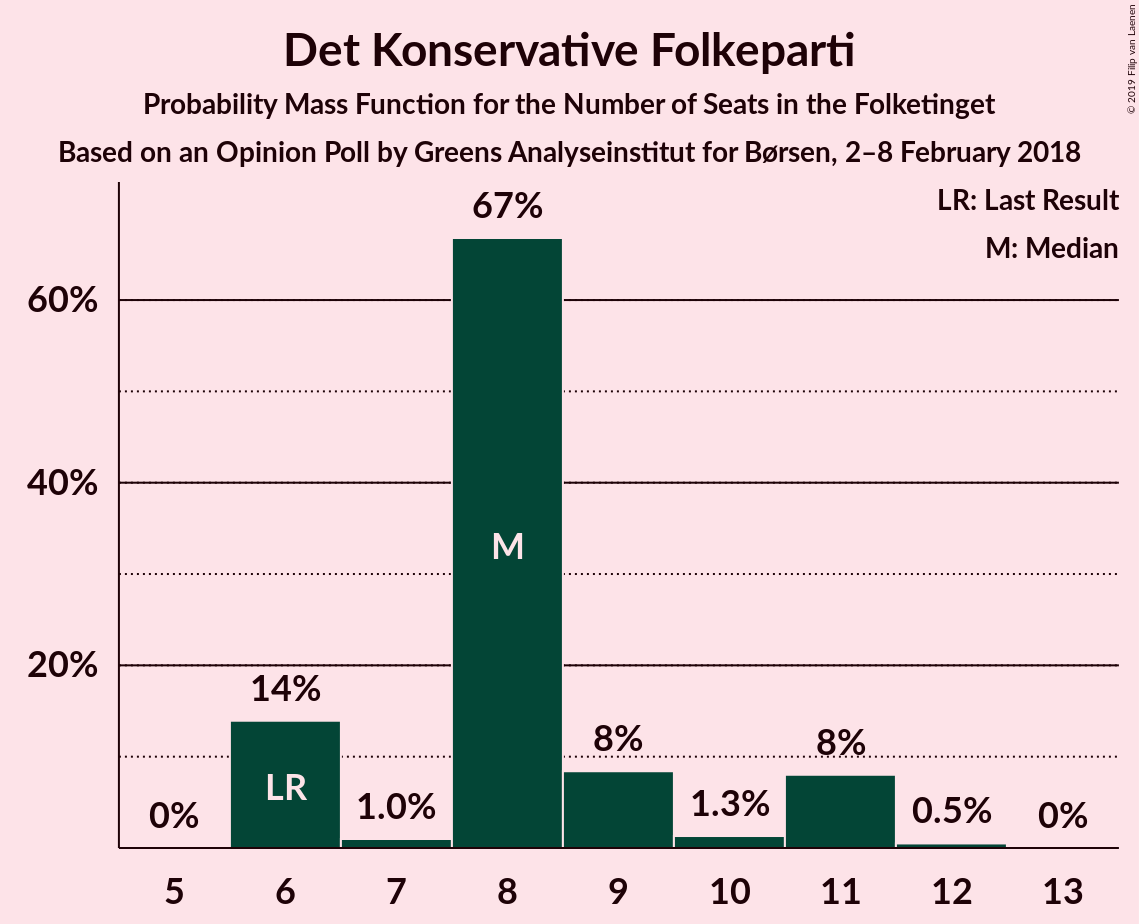 Det Konservative Folkeparti
Probability Mass Function for the Number of Seats in the Folketinget
Based on an Opinion Poll by Greens Analyseinstitut for Børsen, 2–8 February 2018
© 2019 Filip van Laenen
LR: Last Result
M: Median
60%
40%
20%
0%
14%
1.0%
67%
8%
1.3%
8%
0.5%
0%
LR
M
5 6 7 8 9 10 11 12 13